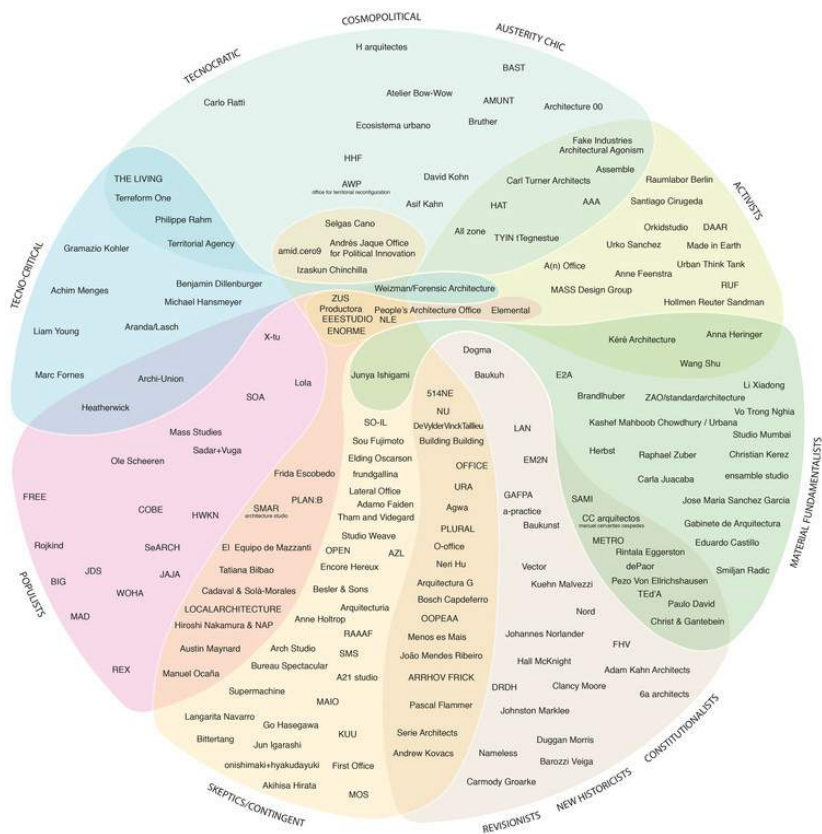 COSMOPOLITICAL
AUSTERITY CHIC
TECNOCRATIC
H arquitectes
BAST
Carlo Ratti
Atelier Bow-Wow
AMUNT
Architecture 00
Ecosistema urbano
Bruther
Fake Industries
Architectural Agonism
HHF
Assemble
AWP
office for territorial reconfiguration
David Kohn
Carl Turner Architects
Asif Kahn
HAT
AAA
All zone
TYIN tTegnestue
Selgas Cano
amid.cero9
Andrés Jaque Office
for Political Innovation
Izaskun Chinchilla
Weizman/Forensic Architecture
ACTIVISTS
Raumlabor Berlin
Santiago Cirugeda
Orkidstudio
DAAR
Urko Sanchez
Made in Earth
A(n) Office
Urban Think Tank
Anne Feenstra
MASS Design Group
RUF
Hollmen Reuter Sandman
Kéré Architecture
Anna Heringer
Wang Shu
TECNO-CRITICAL
THE LIVING
Terreform One
Philippe Rahm
Territorial Agency
Gramazio Kohler
Benjamin Dillenburger
Achim Menges
Michael Hansmeyer
Liam Young
Aranda/Lasch
Marc Fornes
Archi-Union
Heatherwick
ZUS
Productora
EEESTUDIO
ENORME
People's Architecture Office
NLE
Elemental
POPULISTS
X-tu
Lola
SOA
Mass Studies
Sadar+Vuga
Ole Scheeren
FREE
COBE
HWKN
Rojkind
SeARCH
JDS
JAJA
BIG
WOHA
MAD
REX
Frida Escobedo
PLAN:B
SMAR
architecture studio
El Equipo de Mazzanti
Tatiana Bilbao
Cadaval & Solà-Morales
LOCALARCHITECTURE
Hiroshi Nakamura & NAP
Austin Maynard
Manuel Ocaña
SKEPTICS/CONTINGENT
Junya Ishigami
SO-IL
Sou Fujimoto
Elding Oscarson
frundgallina
Lateral Office
Adamo Faiden
Tham and Videgard
Studio Weave
OPEN
AZL
Encore Hereux
Besler & Sons
Arquitecturia
Anne Holtrop
RAAAF
Arch Studio
SMS
Bureau Spectacular
A21 studio
Supermachine
MAIO
Langarita Navarro
Go Hasegawa
KUU
Bittertang
Jun Igarashi
onishimaki+hyakudayuki
First Office
Akihisa Hirata
MOS
514NE
NU
DeVylderVinckTaillieu
Building Building
OFFICE
URA
Agwa
PLURAL
O-office
Neri Hu
Arquitectura G
Bosch Capdeferro
OOPEAA
Menos es Mais
João Mendes Ribeiro
ARRHOV FRICK
Pascal Flammer
Serie Architects
Andrew Kovacs
REVISIONISTS
NEW HISTORICISTS
CONSTITUTIONALISTS
Dogma
Baukuh
LAN
EM2N
GAFPA
a-practice
Baukunst
Vector
Kuehn Malvezzi
Nord
Johannes Norlander
FHV
Hall McKnight
Adam Kahn Architects
DRDH
Clancy Moore
6a architects
Johnston Marklee
Duggan Morris
Nameless
Barozzi Veiga
Carmody Groarke
MATERIAL FUNDAMENTALISTS
E2A
Li Xiadong
Brandlhuber
ZAO/standardarchitecture
Vo Trong Nghia
Kashef Mahboob Chowdhury / Urbana
Studio Mumbai
Herbst
Raphael Zuber
Christian Kerez
Carla Juacaba
ensamble studio
SAMI
Jose Maria Sanchez Garcia
CC arquitectos
manuel cervantes cespedes
Gabinete de Arquitectura
METRO
Eduardo Castillo
Rintala Eggerston
dePaor
Smiljan Radic
Pezo Von Ellrichshausen
TEd'A
Paulo David
Christ & Gantebein